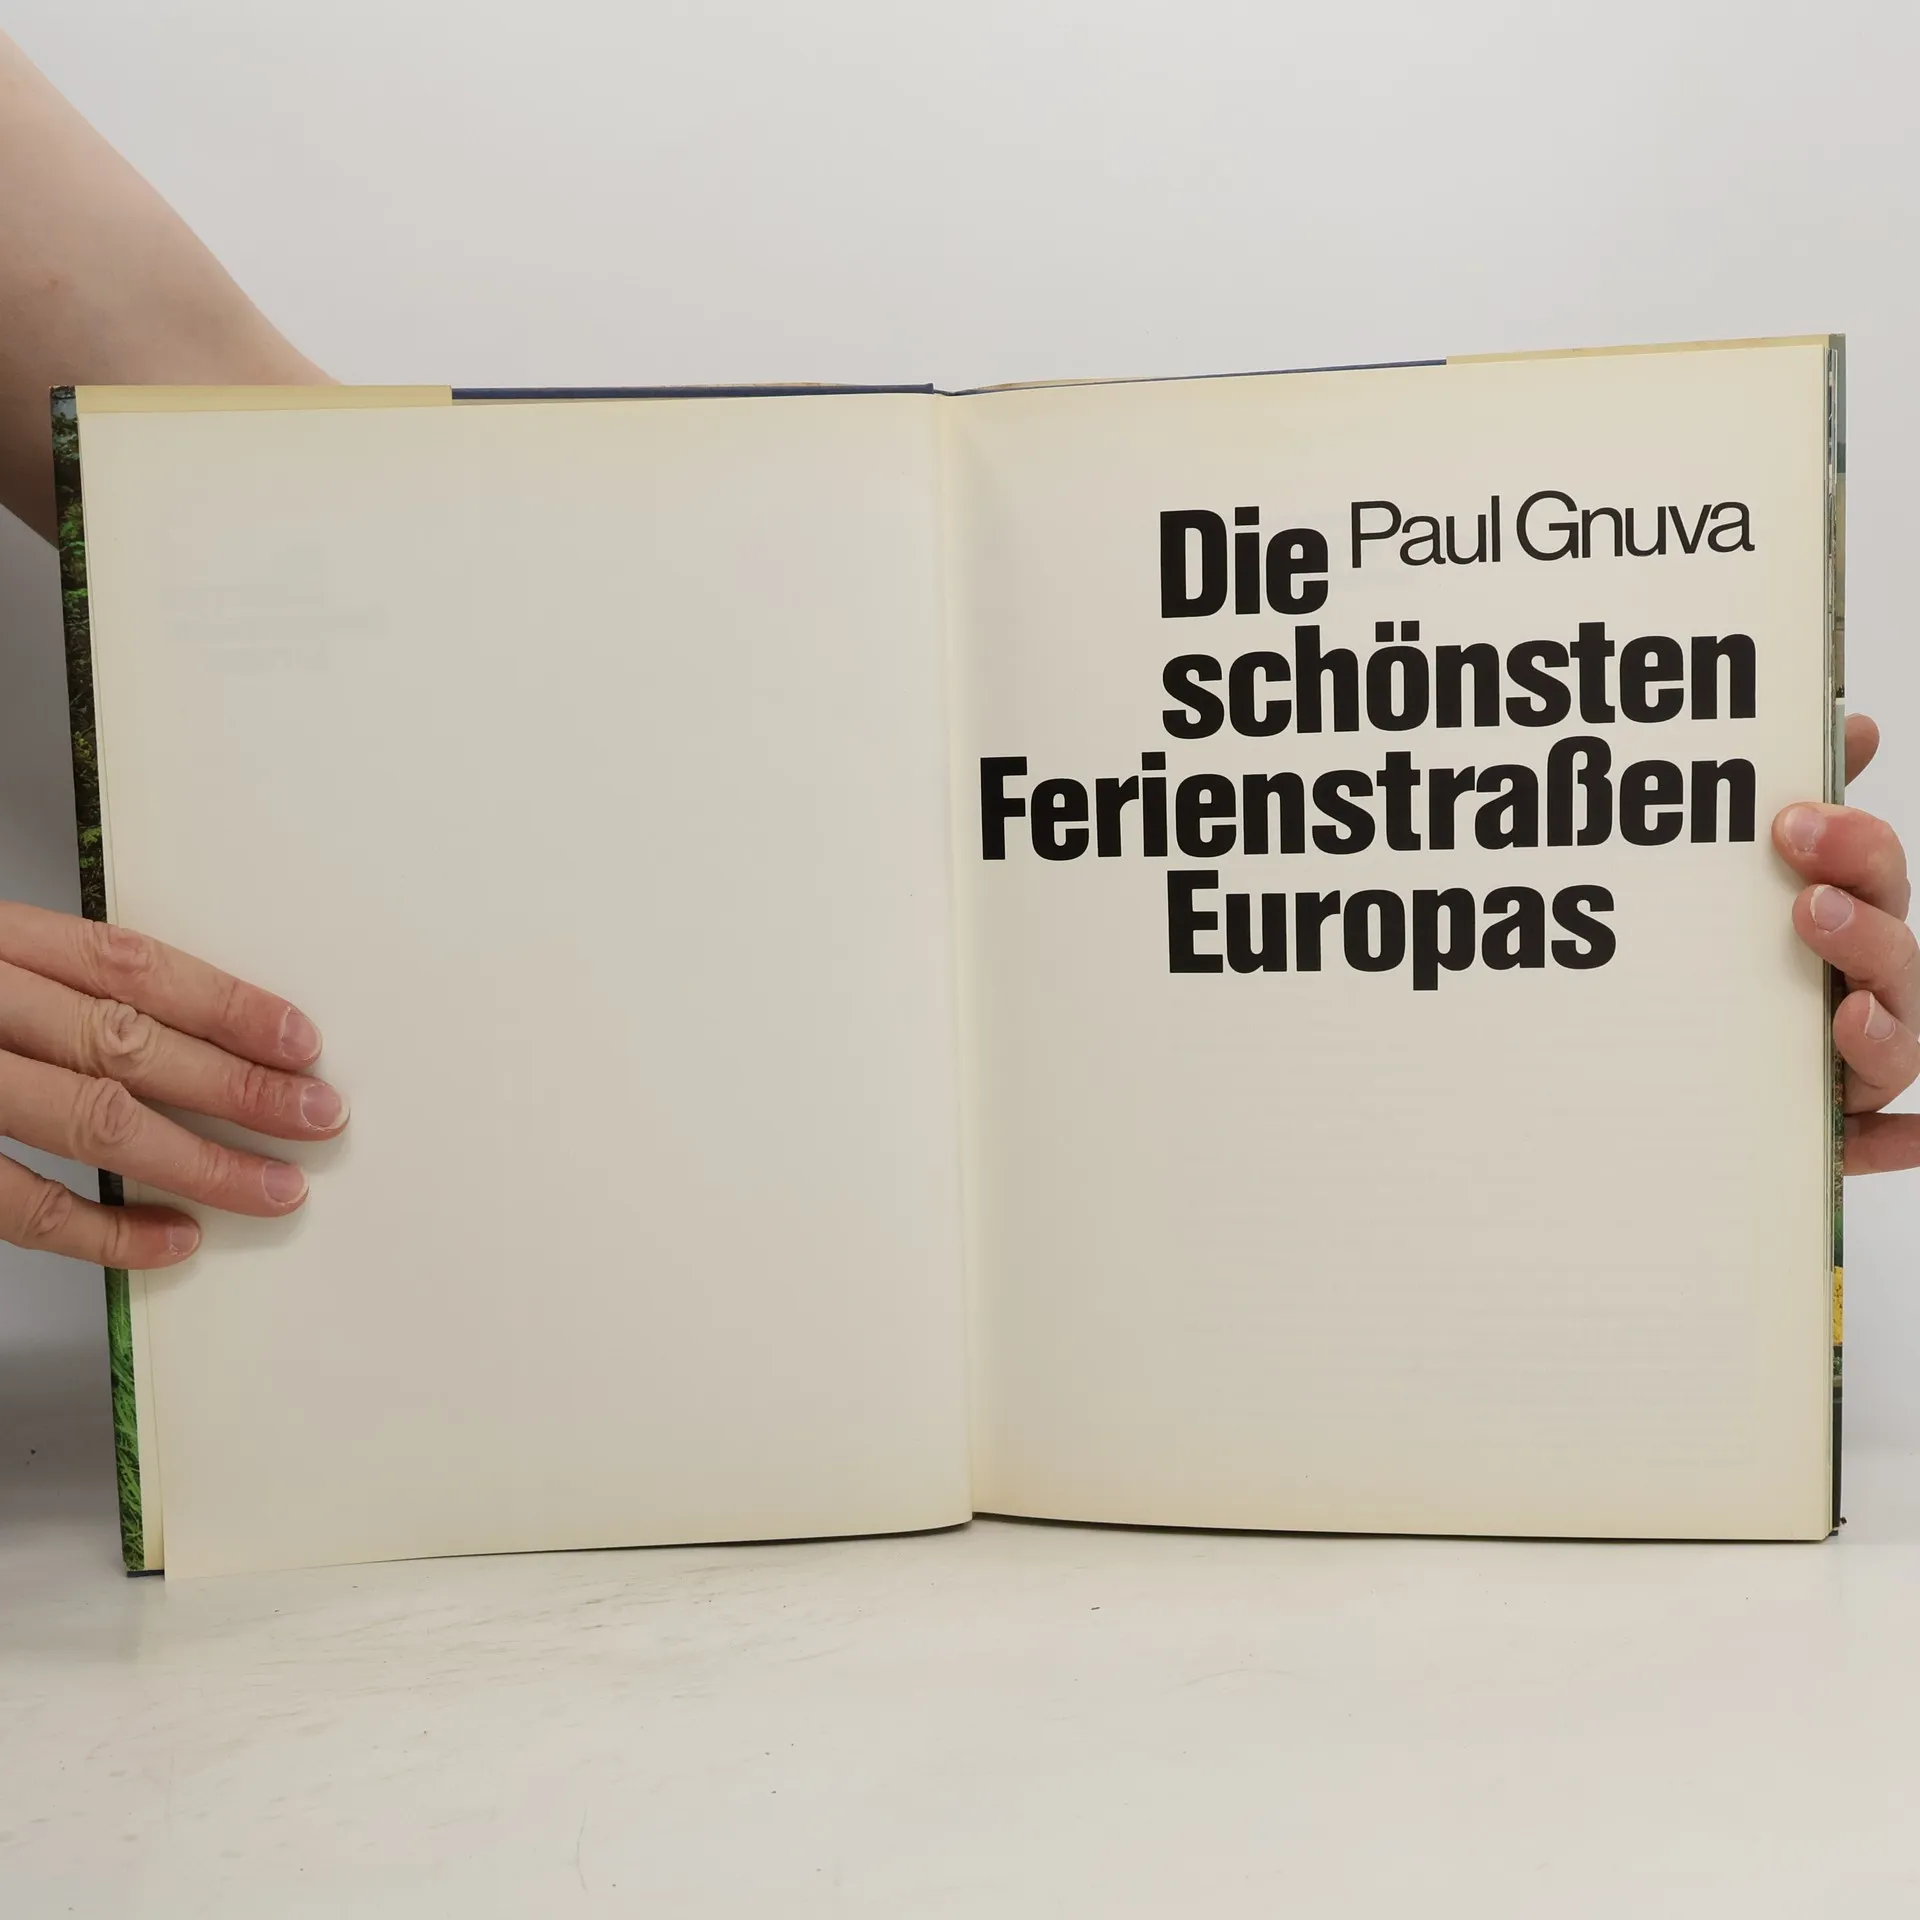 Die Paul Gnuva
schönsten
Ferienstraßen
Europas